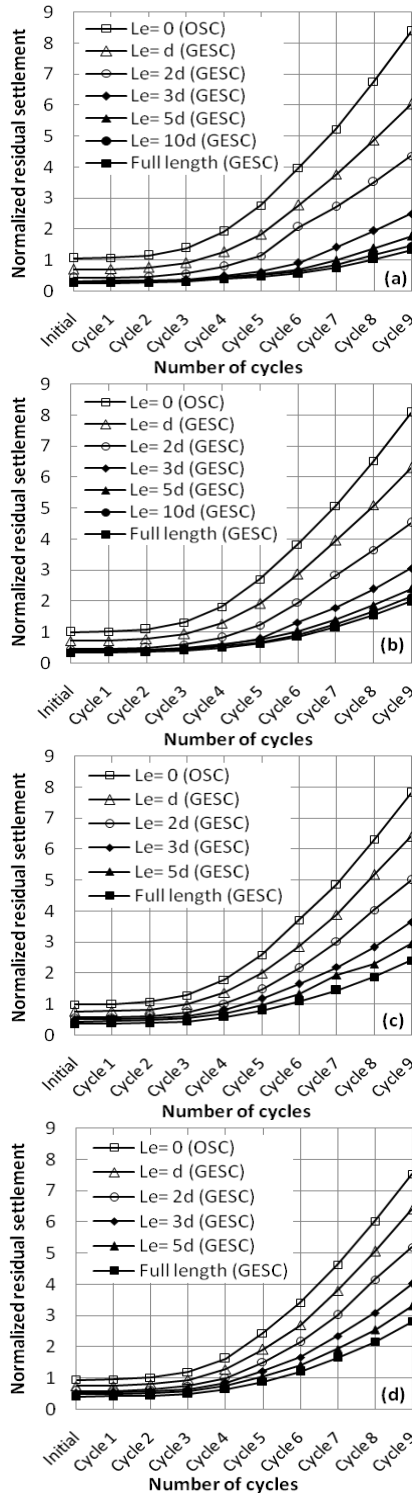 Normalized residual settlement
9
8
7
6
5
4
3
2
1
0
Le= 0 (OSC)
Le= d (GESC)
Le= 2d (GESC)
Le= 3d (GESC)
Le= 5d (GESC)
Le= 10d (GESC)
Full length (GESC)
(a)
Initial
Cycle 1
Cycle 2
Cycle 3
Cycle 4
Cycle 5
Cycle 6
Cycle 7
Cycle 8
Cycle 9
Number of cycles
Normalized residual settlement
9
8
7
6
5
4
3
2
1
0
Le= 0 (OSC)
Le= d (GESC)
Le= 2d (GESC)
Le= 3d (GESC)
Le= 5d (GESC)
Le= 10d (GESC)
Full length (GESC)
(b)
Initial
Cycle 1
Cycle 2
Cycle 3
Cycle 4
Cycle 5
Cycle 6
Cycle 7
Cycle 8
Cycle 9
Number of cycles
Normalized residual settlement
9
8
7
6
5
4
3
2
1
0
Le= 0 (OSC)
Le= d (GESC)
Le= 2d (GESC)
Le= 3d (GESC)
Le= 5d (GESC)
Full length (GESC)
(c)
Initial
Cycle 1
Cycle 2
Cycle 3
Cycle 4
Cycle 5
Cycle 6
Cycle 7
Cycle 8
Cycle 9
Number of cycles
Normalized residual settlement
9
8
7
6
5
4
3
2
1
0
Le= 0 (OSC)
Le= d (GESC)
Le= 2d (GESC)
Le= 3d (GESC)
Le= 5d (GESC)
Full length (GESC)
(d)
Initial
Cycle 1
Cycle 2
Cycle 3
Cycle 4
Cycle 5
Cycle 6
Cycle 7
Cycle 8
Cycle 9
Number of cycles